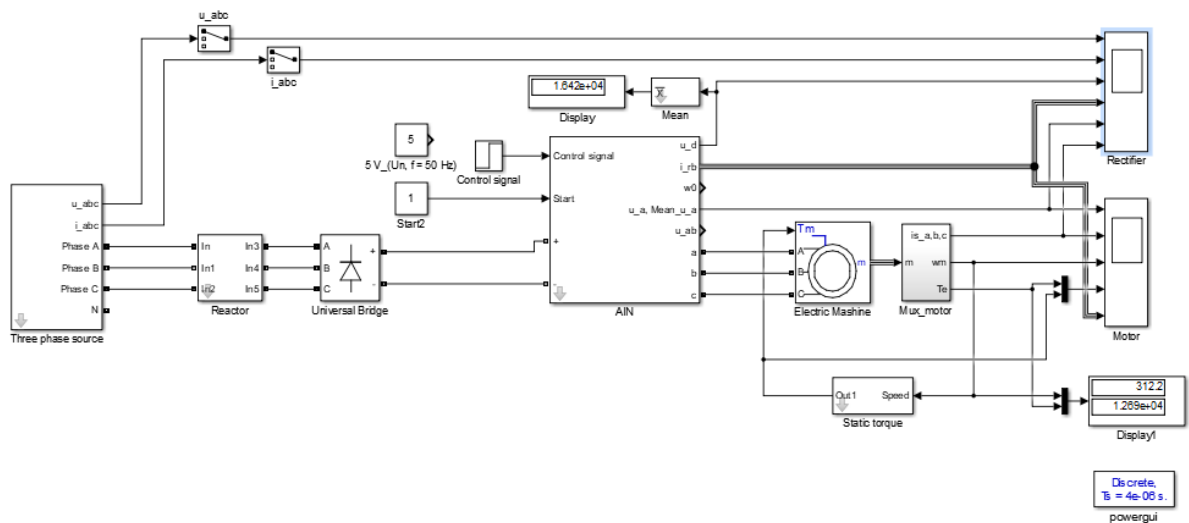 u_abc
i_abc
1.642e+04
Display
x
Mean
5
5 V_(Un, f = 50 Hz)
Control signal
1
Start2
Control signal
Start
+
-
u_d
i_rb
w0
u_a, Mean_u_a
u_ab
a
b
c
AIN
Rectifier
u_abc
i_abc
Phase A
Phase B
Phase C
N
Three phase source
In
In1
In2
In3
In4
In5
Reactor
A
B
C
+
-
Universal Bridge
Tm
A
B
C
m
Electric Mashine
m
is_a,b,c
wm
Te
Mux_motor
Motor
Out1
Speed
Static torque
312.2
1.269e+04
Display1
Discrete,
Ts = 4e-06 s.
powergui